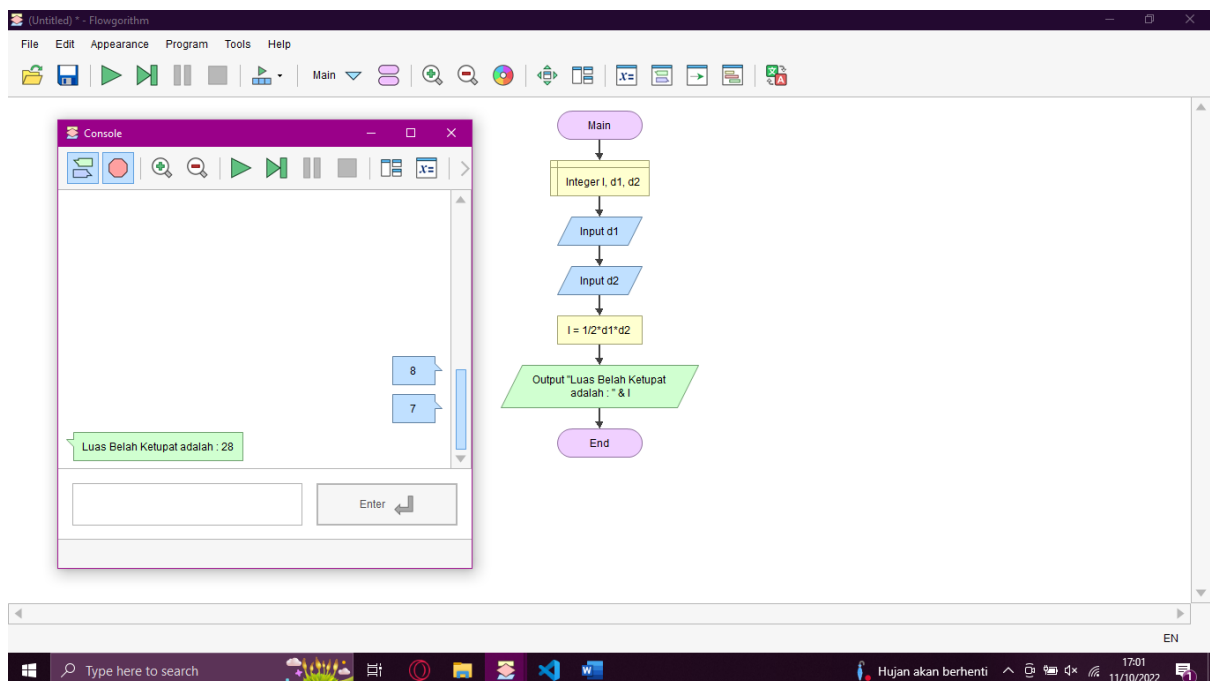 (Untitled) * - Flowgorithm
File Edit Appearance Program Tools Help
Main
x=
Console
x=
8
7
Luas Belah Ketupat adalah : 28
Enter
Main
Integer l, d1, d2
Input d1
Input d2
l = 1/2*d1*d2
Output "Luas Belah Ketupat
adalah : " & l
End
EN
Type here to search
Hujan akan berhenti
17:01
11/10/2022